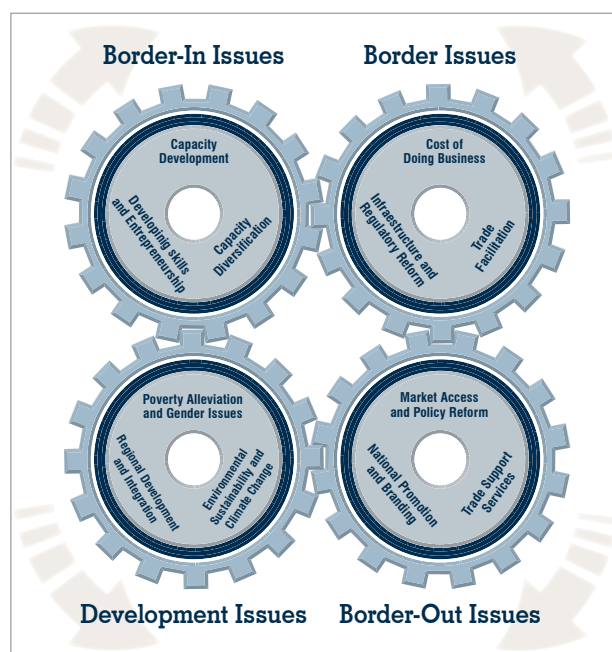 Border-In Issues
Capacity
Development
Developinig skills
and Entrepreneurship
Capacity
Diversification
Border Issues
Cost of
Doing Business
Infraestructure and
Regulatory Reform
Trade
Facilitation
Poverty Alleviation
and Gender Issues
Regional Development
and Integration
Environmental
Sustainability and
Climate Change
Development Issues
Market Access
and Policy Reform
National Promotion
and Branding
Trade Support
Services
Border-Out Issues